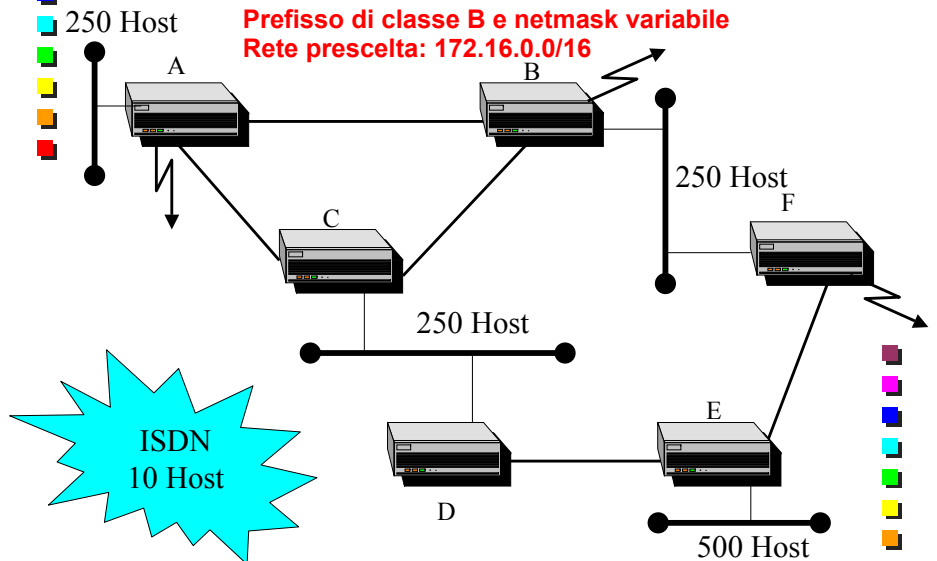 Prefisso di classe B e netmask variabile
250 Host
Rete prescelta: 172.16.0.0/16
A
B
250 Host
F
C
250 Host
E
ISDN
10 Host
D
500 Host